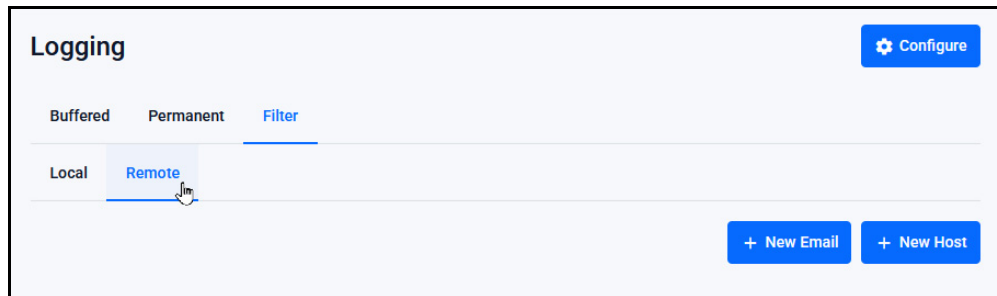 Logging
Configure
Buffered Permanent Filter
Local Remote
+ New Email + New Host